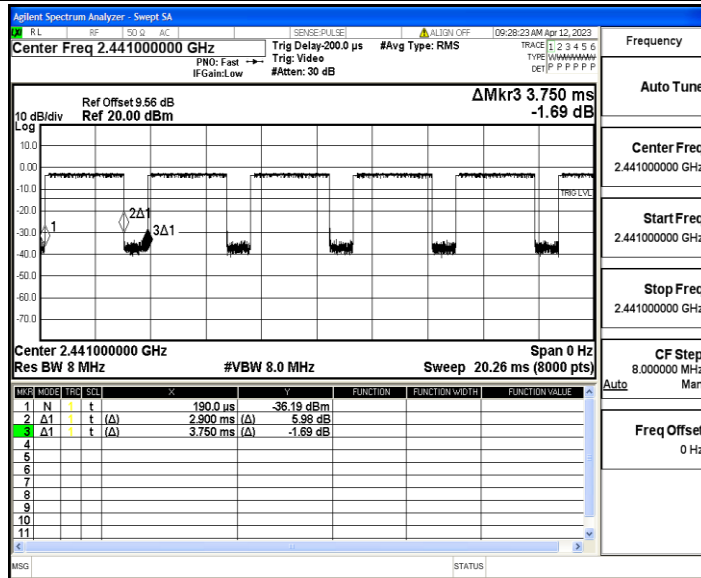 Agilent Spectrum Analyzer - Swept SA
RL RF 50 Ω AC SENSE:PULSE ALIGN OFF 09:28:23 AM Apr 12, 2023
Center Freq 2.441000000 GHz
PNO: Fast
IFGain:Low
Trig Delay-200.0 µs
Trig: Video
#Atten: 30 dB
#Avg Type: RMS
TRACE 1 2 3 4 5 6
TYPE
DET P P P P P P
Ref Offset 9.56 dB
Ref 20.00 dBm
10 dB/div
Log
ΔMkr3 3.750 ms
-1.69 dB
10.0
0.00
-10.0
-20.0
-30.0
-40.0
-50.0
-60.0
-70.0
TRIG LVL
1
2Δ1
3Δ1
Center 2.441000000 GHz Span 0 Hz
Res BW 8 MHz #VBW 8.0 MHz Sweep 20.26 ms (8000 pts)
MKR MODE TRC SCL X Y FUNCTION FUNCTION WIDTH FUNCTION VALUE
1 N 1 t 190.0 µs -36.19 dBm
2 Δ1 1 t (Δ) 2.900 ms (Δ) 5.98 dB
3 Δ1 1 t (Δ) 3.750 ms (Δ) -1.69 dB
4
5
6
7
8
9
10
11
MSG STATUS
Frequency
Auto Tune
Center Freq
2.441000000 GHz
Start Freq
2.441000000 GHz
Stop Freq
2.441000000 GHz
CF Step
8.000000 MHz
Auto Man
Freq Offset
0 Hz